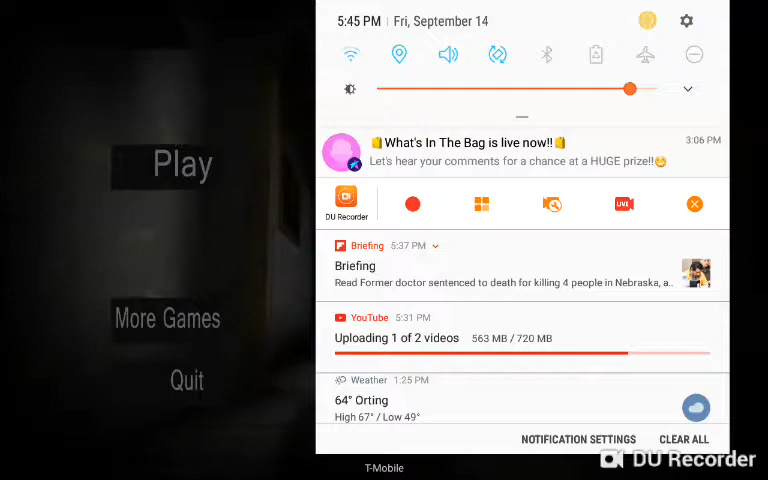 5:45 PM | Fri, September 14
What's In The Bag is live now!!
3:06 PM
Let's hear your comments for a chance at a HUGE prize!!
DU Recorder
LIVE
Briefing 5:37 PM
Briefing
Read Former doctor sentenced to death for killing 4 people in Nebraska, a..
YouTube 5:31 PM
Uploading 1 of 2 videos 563 MB / 720 MB
Weather 1:25 PM
64° Orting
High 67° / Low 49°
NOTIFICATION SETTINGS CLEAR ALL
Play
More Games
Quit
T-Mobile
DU Recorder